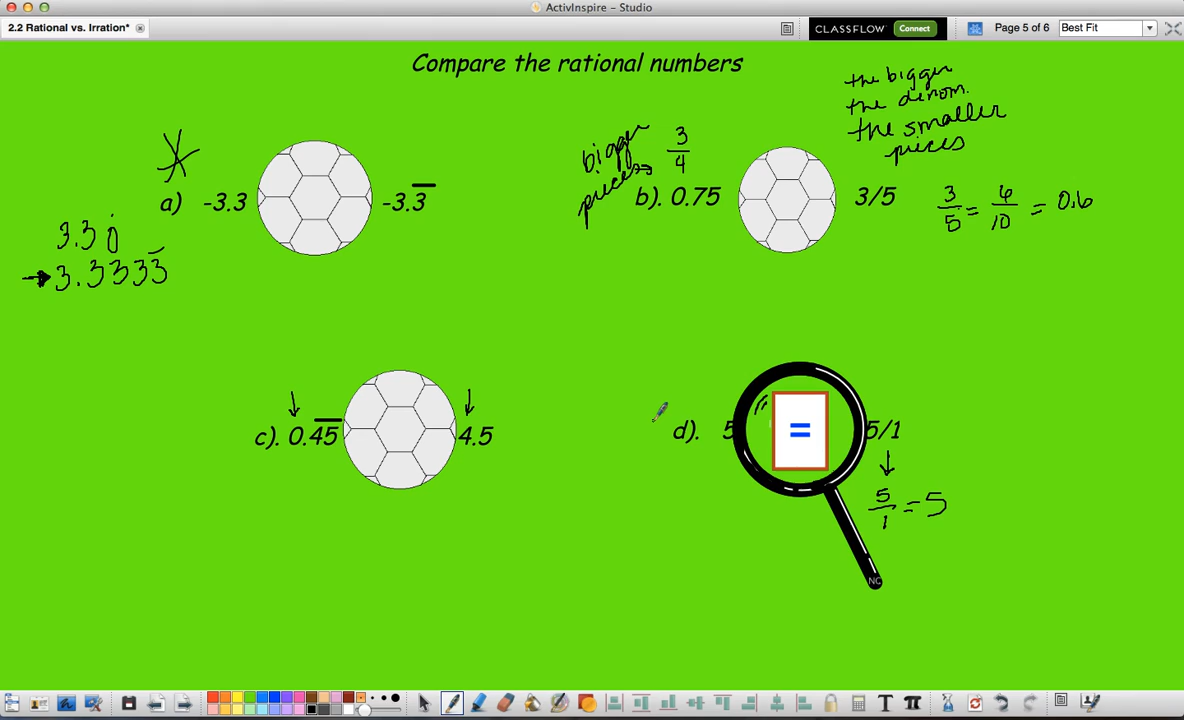 ActivInspire – Studio
2.2 Rational vs. Irration*
CLASSFLOW Connect
Page 5 of 6
Best Fit
Compare the rational numbers
the bigger
the denom.
the smaller
pieces
bigger
pieces
3/4
a) -3.3
-3.3̅
b). 0.75
3/5
3/5 = 6/10 = 0.6
3.30
3.3333̅
c). 0.4̅5̅
4.5
d). 5
=
5/1
5/1 = 5
NC
T
π